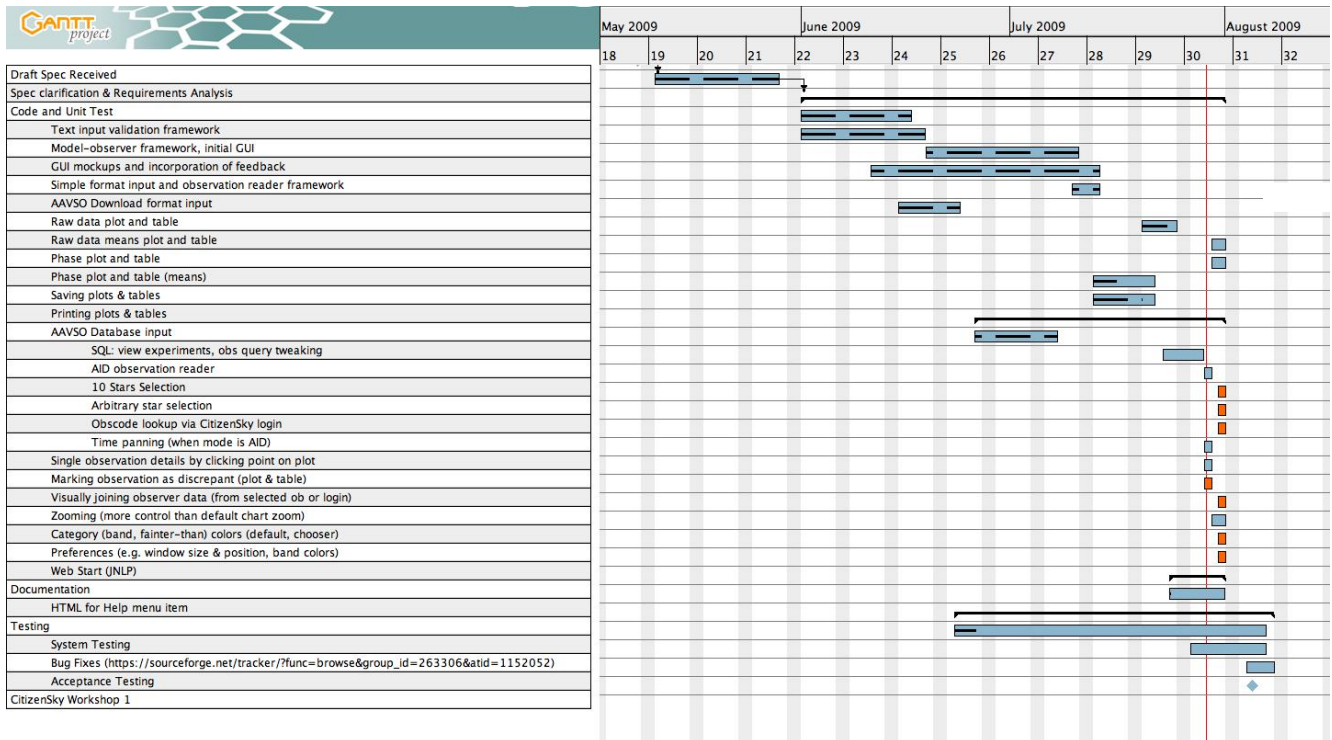 GANTT
project
May 2009 June 2009 July 2009 August 2009
18 19 20 21 22 23 24 25 26 27 28 29 30 31 32
Draft Spec Received
Spec clarification & Requirements Analysis
Code and Unit Test
Text input validation framework
Model-observer framework, initial GUI
GUI mockups and incorporation of feedback
Simple format input and observation reader framework
AAVSO Download format input
Raw data plot and table
Raw data means plot and table
Phase plot and table
Phase plot and table (means)
Saving plots & tables
Printing plots & tables
AAVSO Database input
SQL: view experiments, obs query tweaking
AID observation reader
10 Stars Selection
Arbitrary star selection
Obscode lookup via CitizenSky login
Time panning (when mode is AID)
Single observation details by clicking point on plot
Marking observation as discrepant (plot & table)
Visually joining observer data (from selected ob or login)
Zooming (more control than default chart zoom)
Category (band, fainter-than) colors (default, chooser)
Preferences (e.g. window size & position, band colors)
Web Start (JNLP)
Documentation
HTML for Help menu item
Testing
System Testing
Bug Fixes (https://sourceforge.net/tracker/?func=browse&group_id=263306&atid=1152052)
Acceptance Testing
CitizenSky Workshop 1